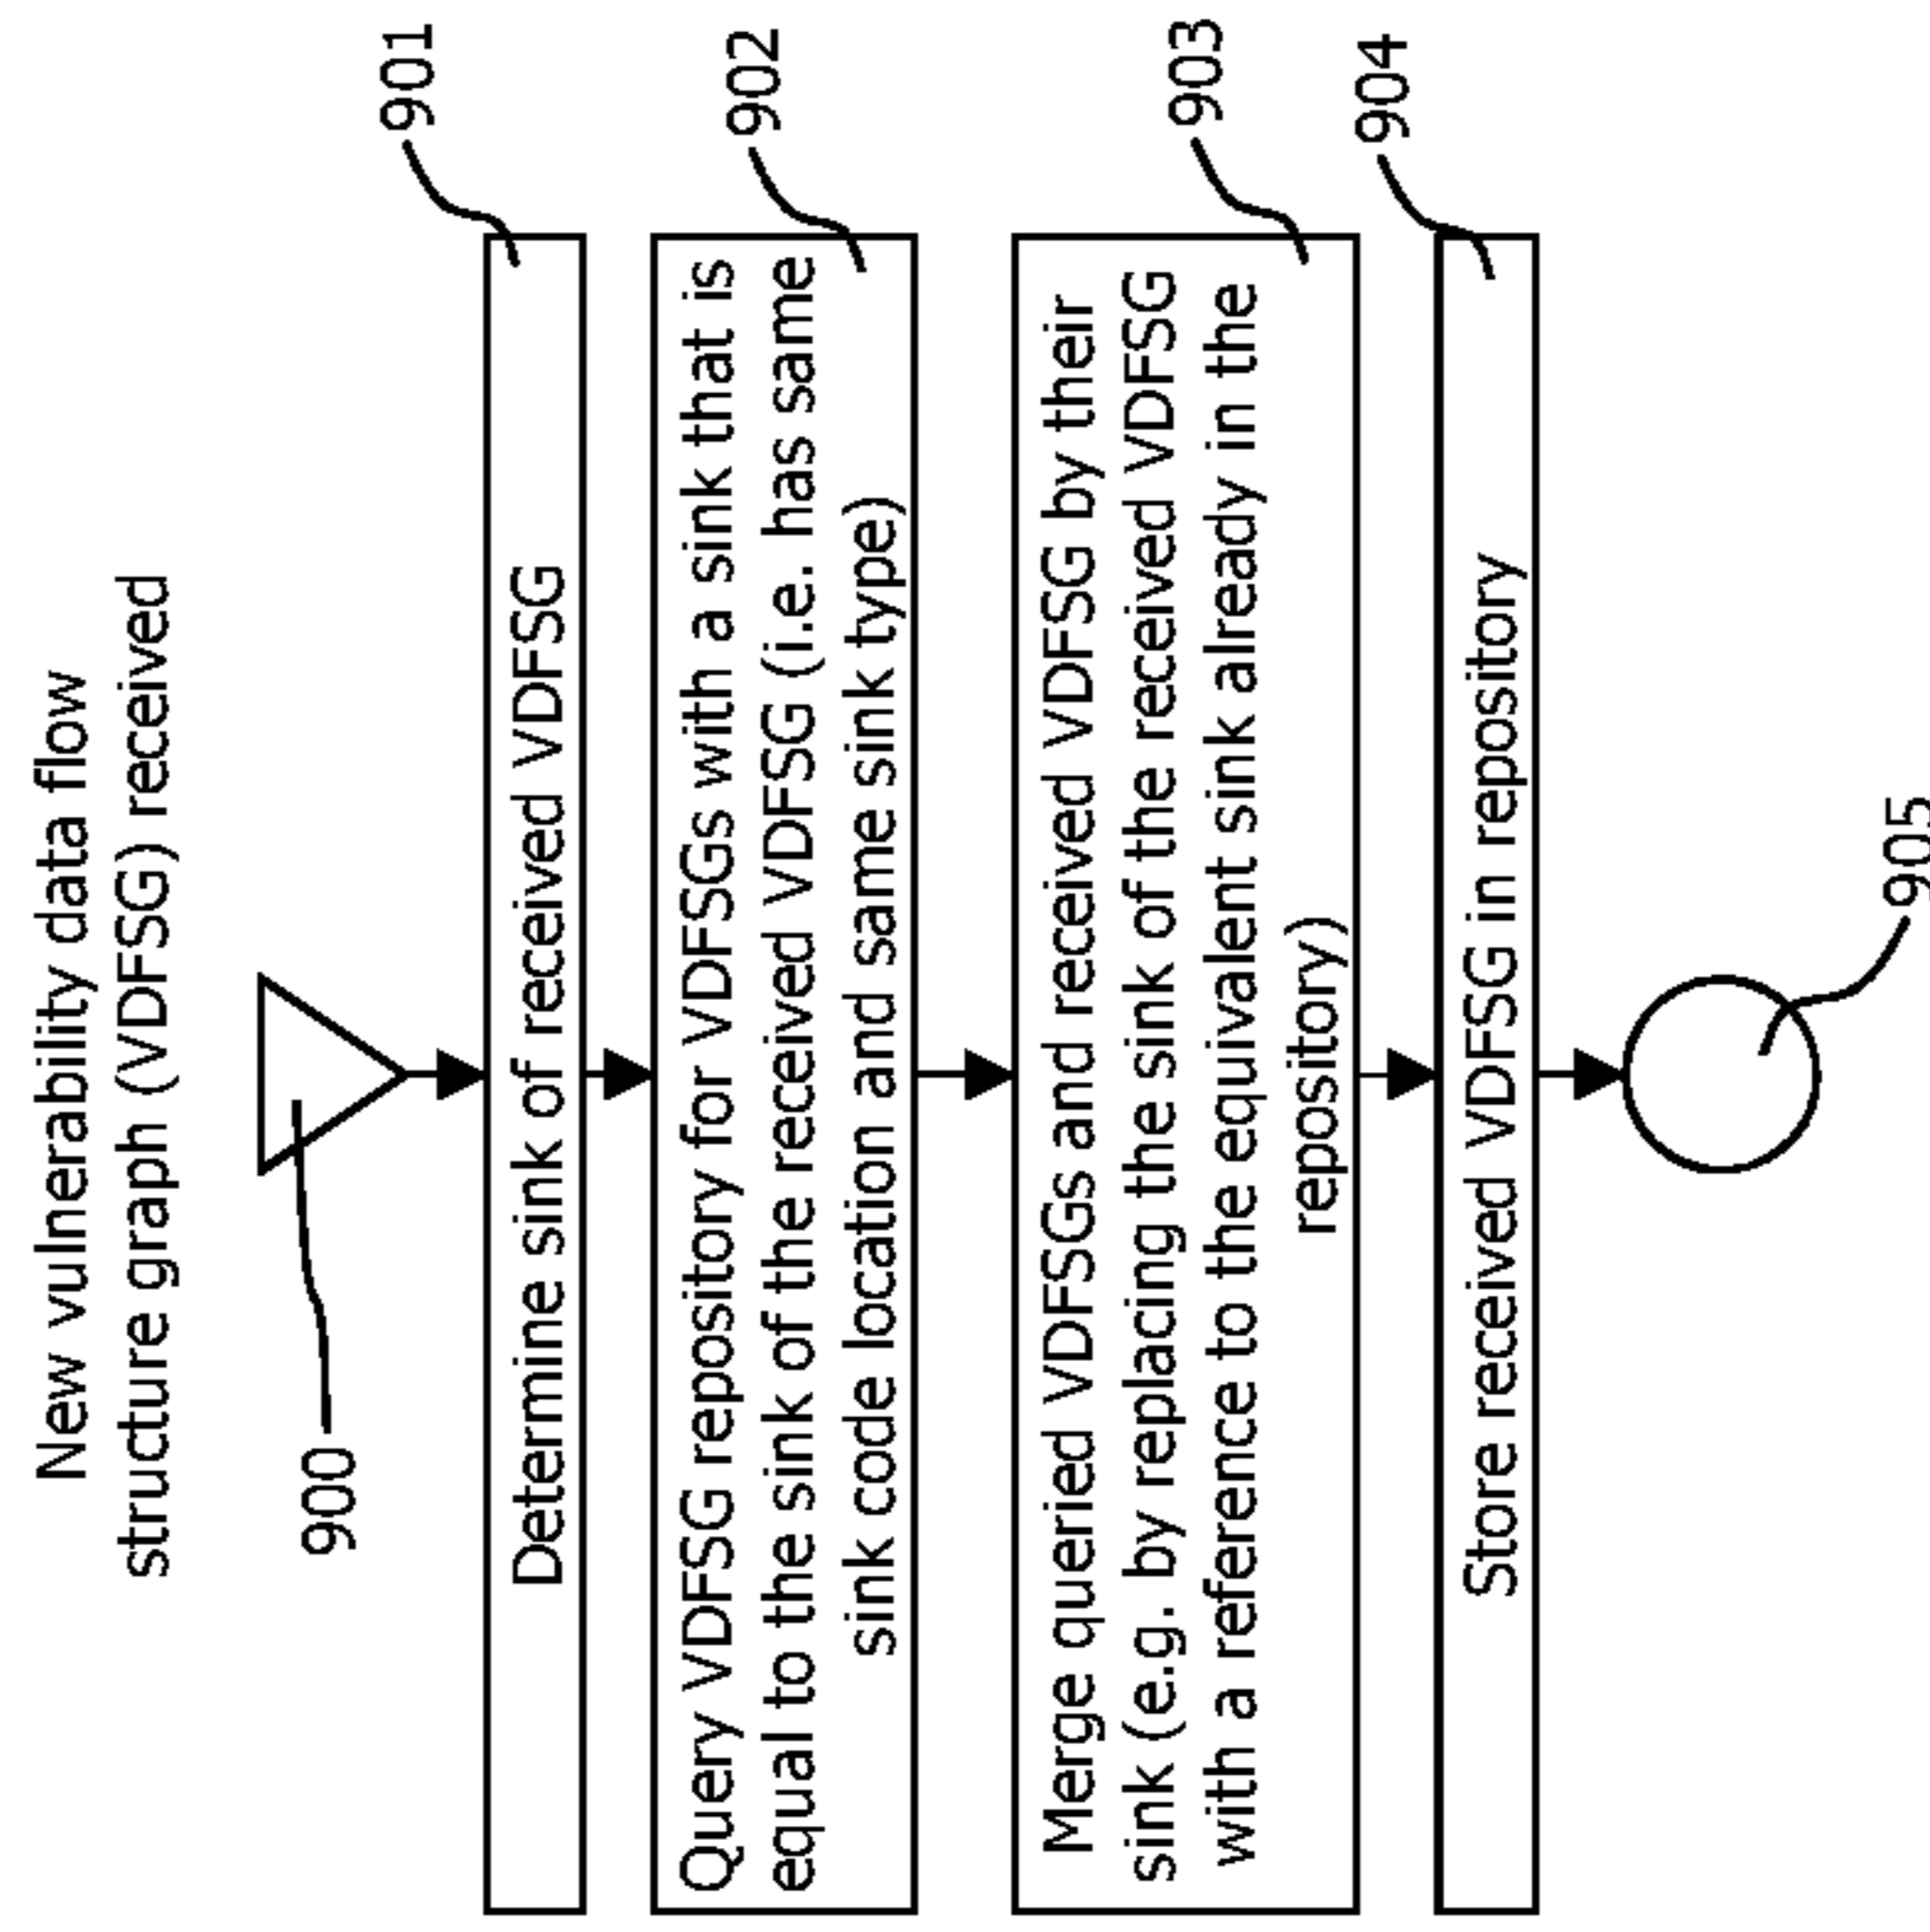 New vulnerability data flow
structure graph (VDFSG) received
900
901
Determine sink of received VDFSG
902
Query VDFSG repository for VDFSGs with a sink that is
equal to the sink of the received VDFSG (i.e. has same
sink code location and same sink type)
903
Merge queried VDFSGs and received VDFSG by their
sink (e.g. by replacing the sink of the received VDFSG
with a reference to the equivalent sink already in the
repository)
904
Store received VDFSG in repository
905